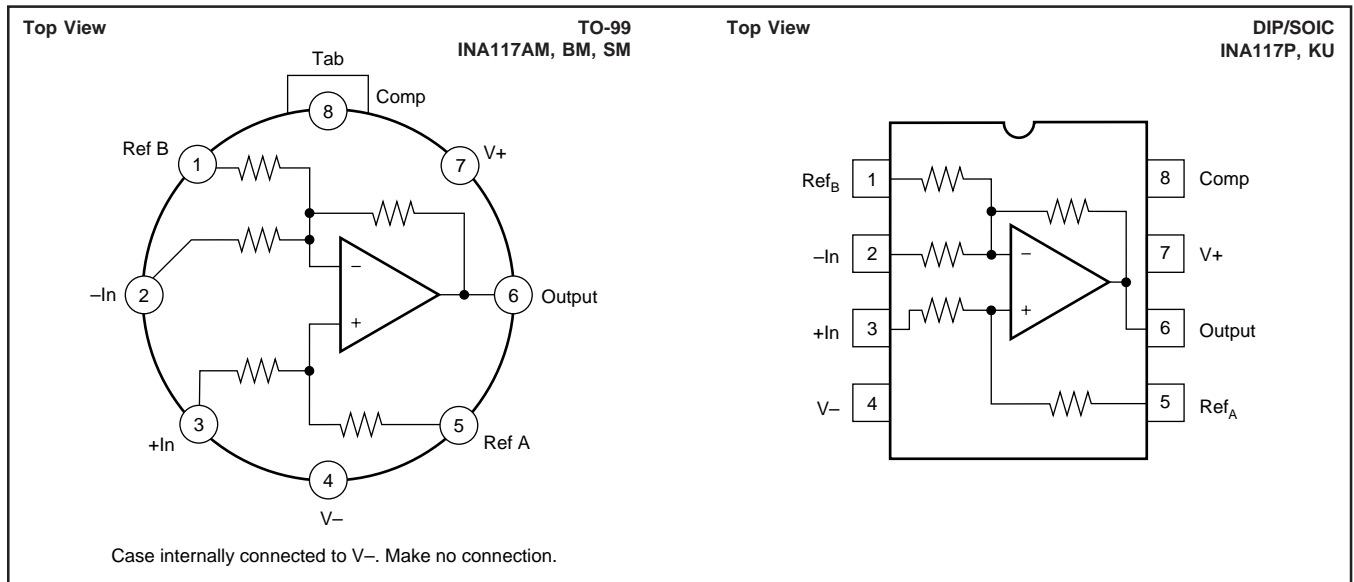 Top View
TO-99
INA117AM, BM, SM
Tab
8
Comp
Ref B
1
7
V+
–In
2
–
6
Output
+
3
+In
5
Ref A
4
V–
Case internally connected to V–. Make no connection.
Top View
DIP/SOIC
INA117P, KU
RefB
1
8
Comp
–In
2
–
7
V+
+In
3
+
6
Output
V–
4
5
RefA